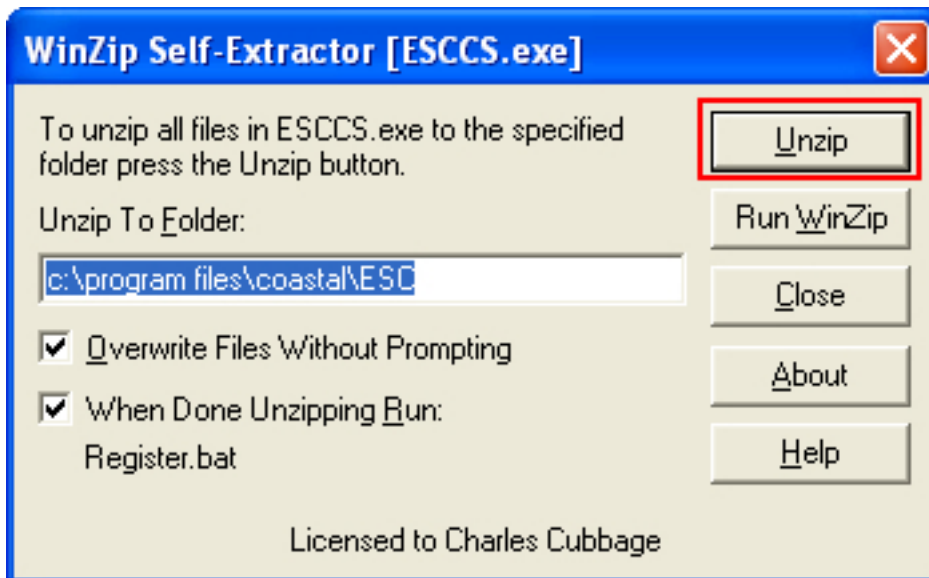 WinZip Self-Extractor [ESCCS.exe]
To unzip all files in ESCCS.exe to the specified
folder press the Unzip button.
Unzip To Folder:
c:\program files\coastal\ESC
Overwrite Files Without Prompting
When Done Unzipping Run:
Register.bat
Unzip
Run WinZip
Close
About
Help
Licensed to Charles Cubbage